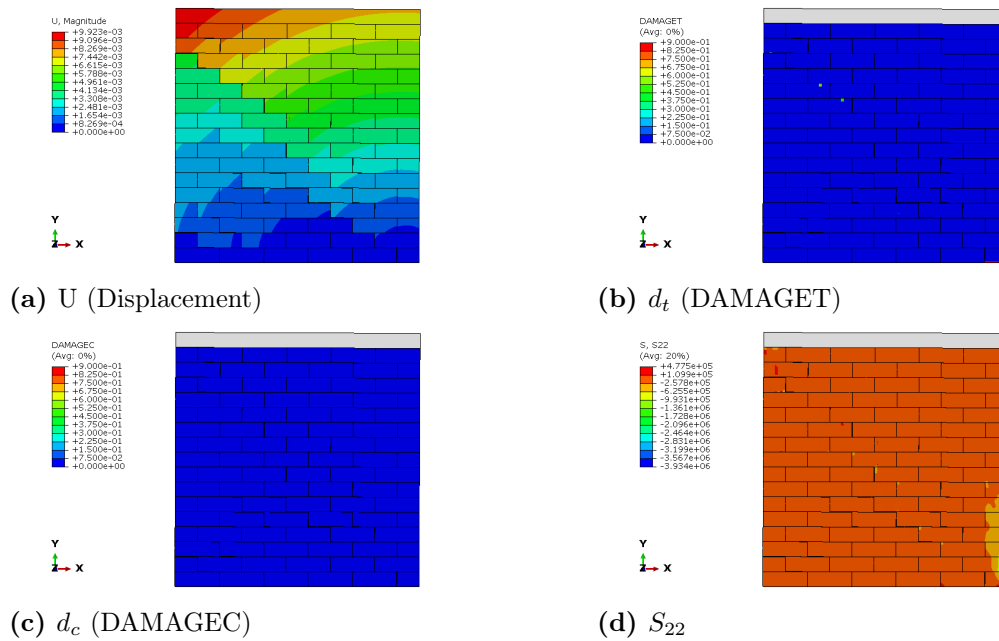 U, Magnitude
+9.923e-03
+9.096e-03
+8.269e-03
+7.442e-03
+6.615e-03
+5.788e-03
+4.961e-03
+4.134e-03
+3.308e-03
+2.481e-03
+1.654e-03
+8.269e-04
+0.000e+00
Y
Z X
(a) U (Displacement)
DAMAGET
(Avg: 0%)
+9.000e-01
+8.250e-01
+7.500e-01
+6.750e-01
+6.000e-01
+5.250e-01
+4.500e-01
+3.750e-01
+3.000e-01
+2.250e-01
+1.500e-01
+7.500e-02
+0.000e+00
Y
Z X
(b) d_t (DAMAGET)
DAMAGEC
(Avg: 0%)
+9.000e-01
+8.250e-01
+7.500e-01
+6.750e-01
+6.000e-01
+5.250e-01
+4.500e-01
+3.750e-01
+3.000e-01
+2.250e-01
+1.500e-01
+7.500e-02
+0.000e+00
Y
Z X
(c) d_c (DAMAGEC)
S, S22
(Avg: 20%)
+4.775e+05
+1.099e+05
-2.578e+05
-6.255e+05
-9.931e+05
-1.361e+06
-1.728e+06
-2.096e+06
-2.464e+06
-2.831e+06
-3.199e+06
-3.567e+06
-3.934e+06
Y
Z X
(d) S_22